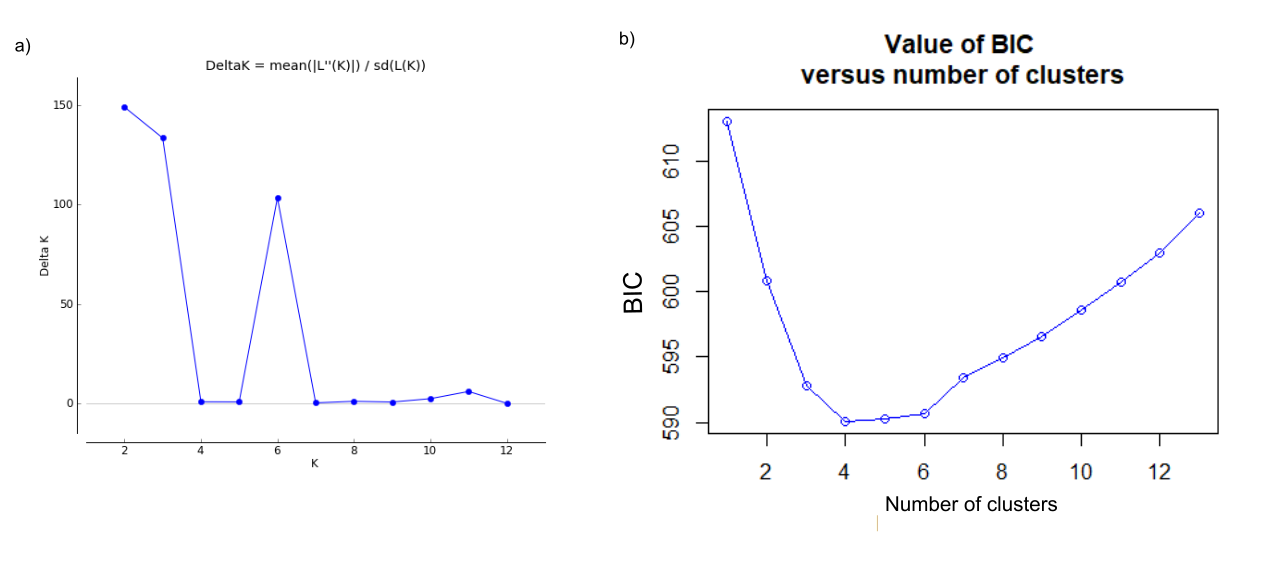 a)
DeltaK = mean(|L''(K)|) / sd(L(K))
150
100
50
0
Delta K
2 4 6 8 10 12
K
b)
Value of BIC
versus number of clusters
610
605
600
595
590
BIC
2 4 6 8 10 12
Number of clusters